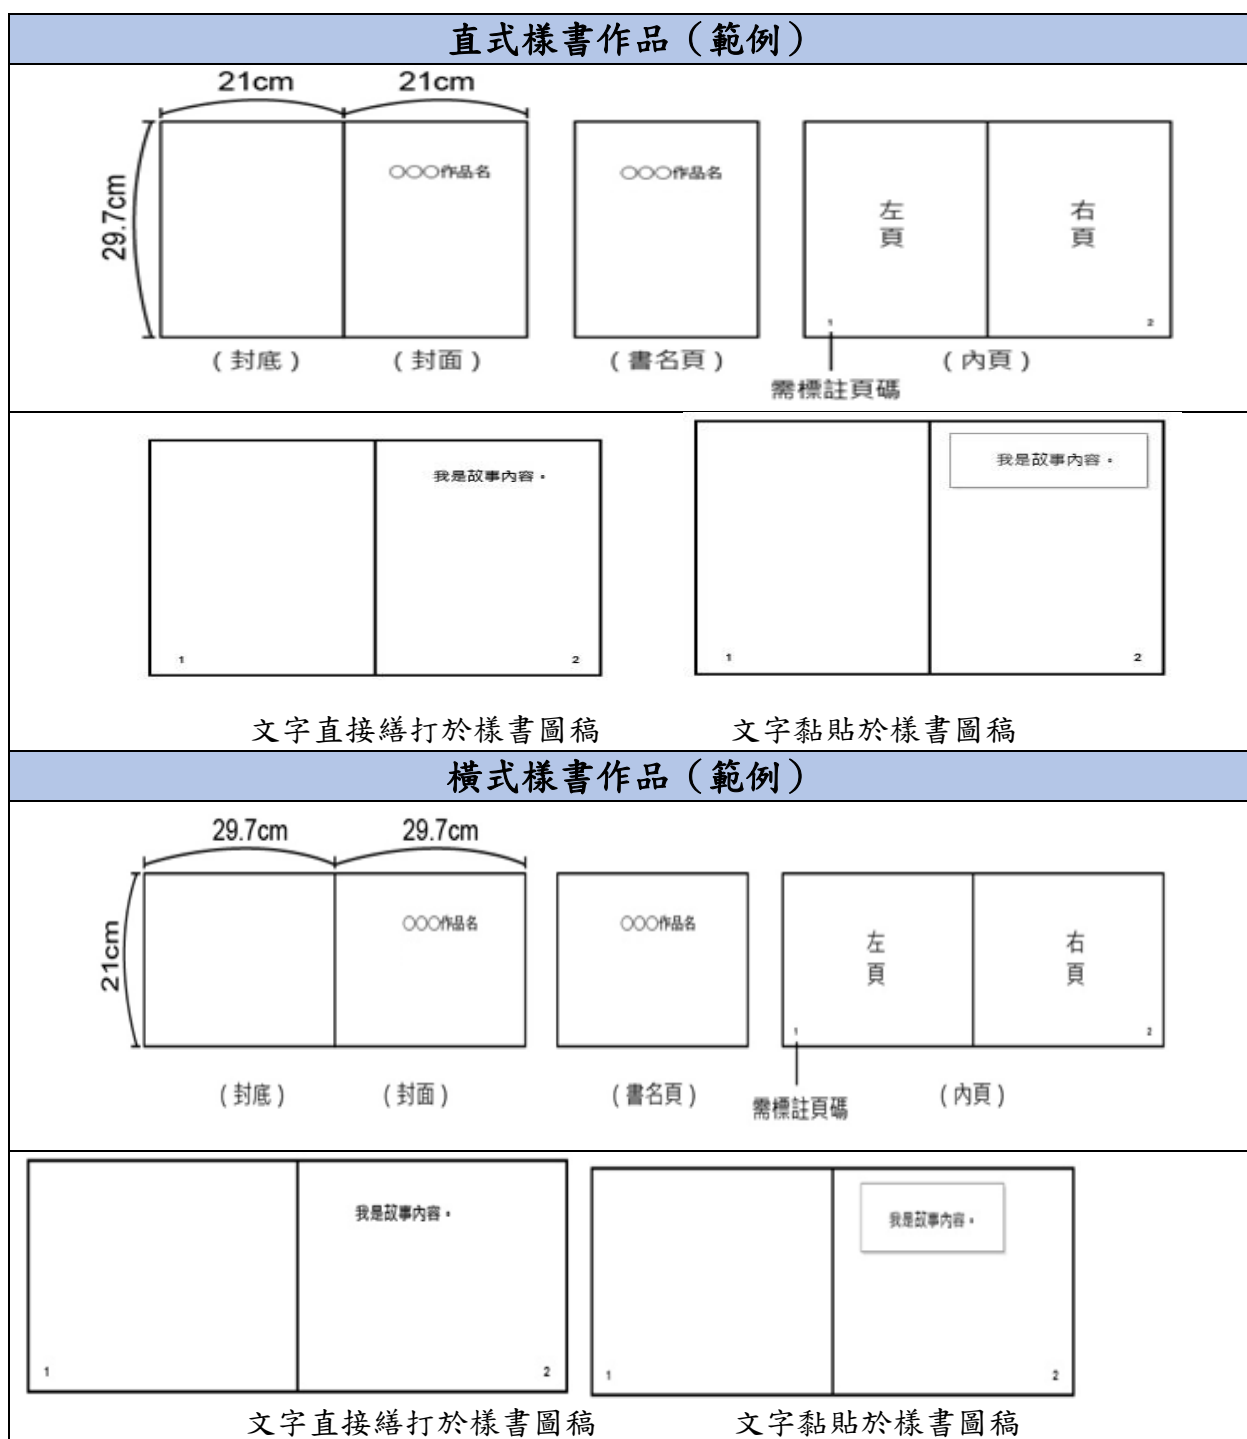 直式樣書作品（範例）
21cm 21cm
29.7cm
○○○作品名 ○○○作品名
左頁 右頁
1 2
（封底） （封面） （書名頁） （內頁）
需標註頁碼
我是故事內容。 我是故事內容。
1 2 1 2
文字直接繕打於樣書圖稿 文字黏貼於樣書圖稿
橫式樣書作品（範例）
29.7cm 29.7cm
21cm
○○○作品名 ○○○作品名
左頁 右頁
1 2
（封底） （封面） （書名頁） 需標註頁碼 （內頁）
我是故事內容。 我是故事內容。
1 2 1 2
文字直接繕打於樣書圖稿 文字黏貼於樣書圖稿